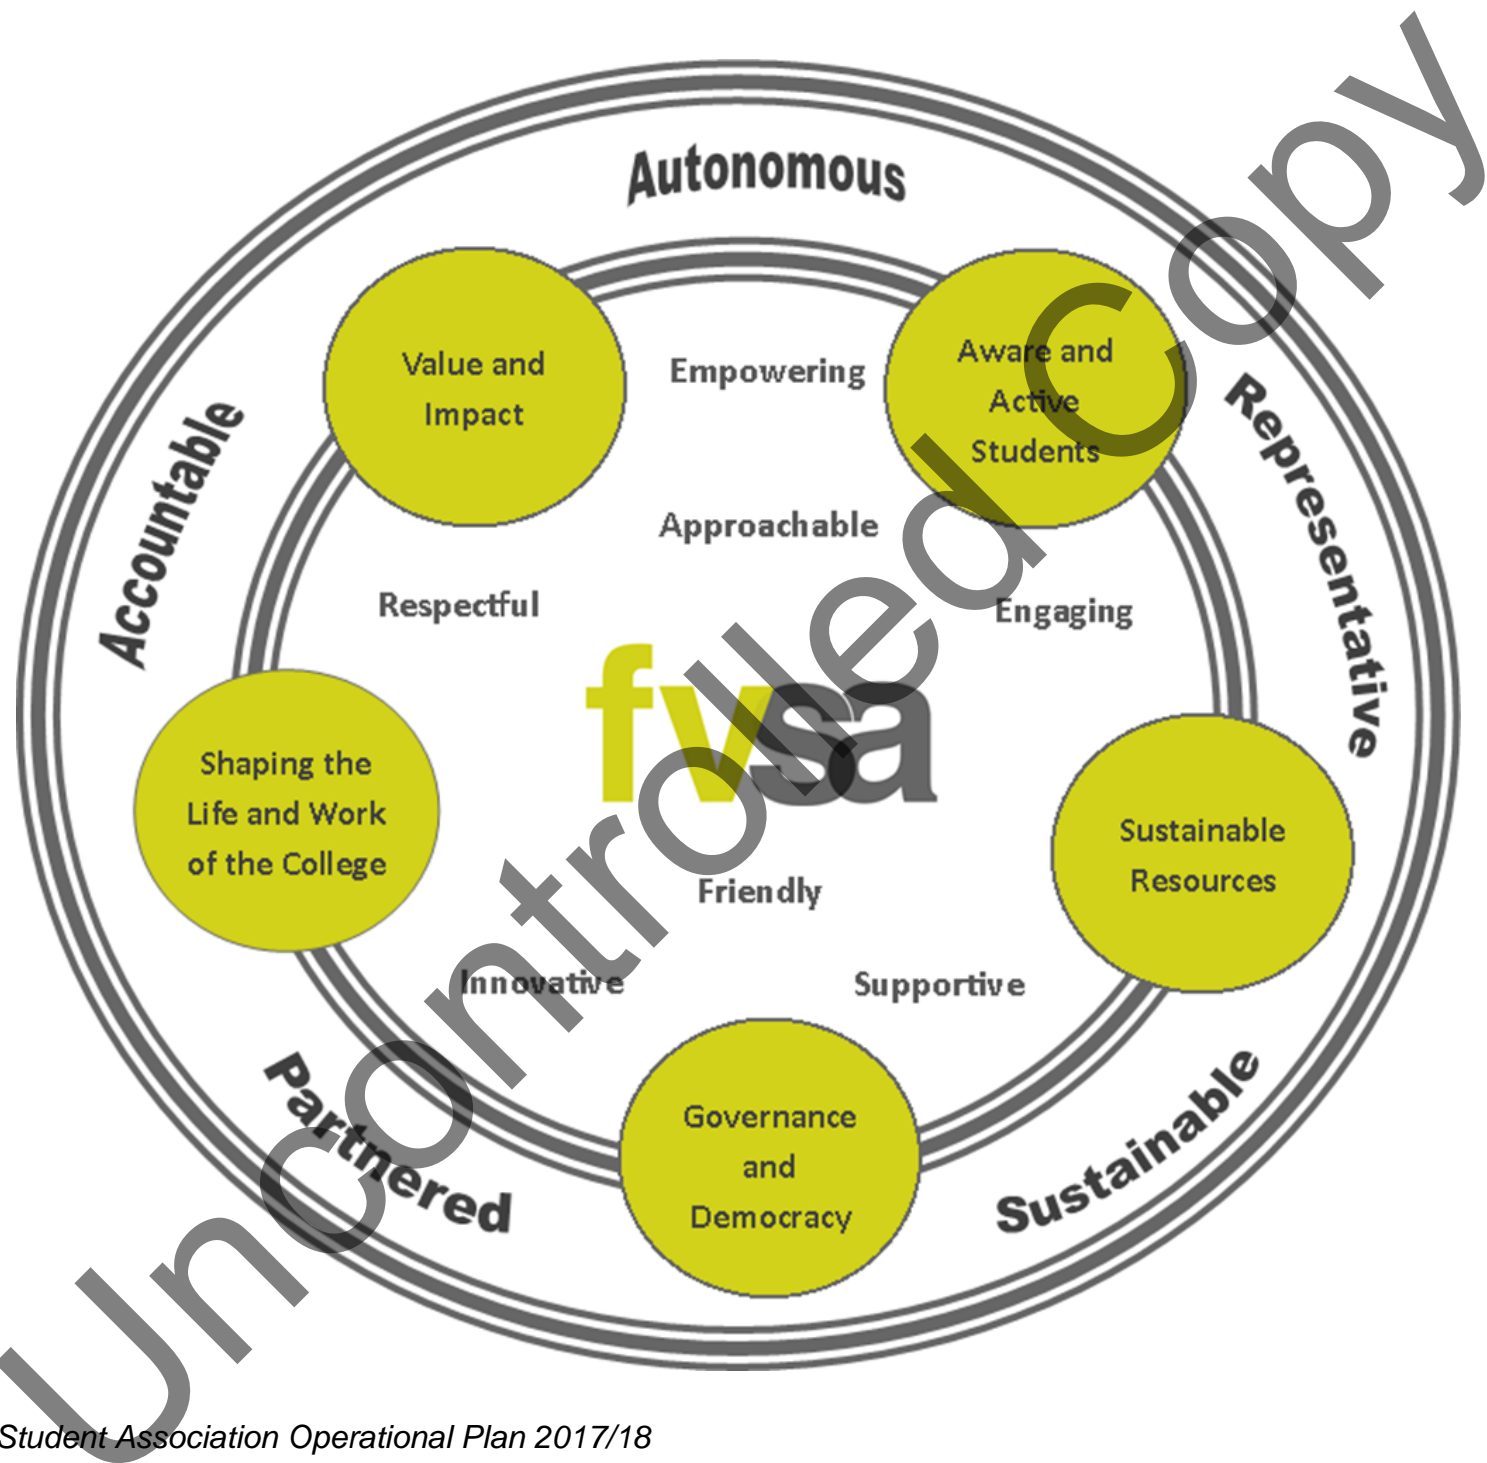 Autonomous
Value and
Impact
Empowering
Aware and
Active
Students
Accountable
Representative
Approachable
Respectful
Engaging
fvsa
Shaping the
Life and Work
of the College
Sustainable
Resources
Friendly
Innovative
Supportive
Governance
and
Democracy
Partnered
Sustainable
Uncontrolled Copy
Student Association Operational Plan 2017/18